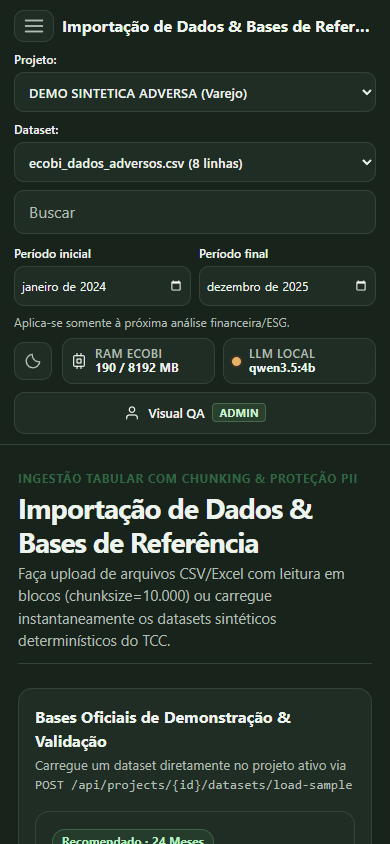 Importação de Dados & Bases de Refer...
Projeto:
DEMO SINTETICA ADVERSA (Varejo)
Dataset:
ecobi_dados_adversos.csv (8 linhas)
Buscar
Período inicial
Período final
janeiro de 2024
dezembro de 2025
Aplica-se somente à próxima análise financeira/ESG.
RAM ECOBI
190 / 8192 MB
LLM LOCAL
qwen3.5:4b
Visual QA
ADMIN
INGESTÃO TABULAR COM CHUNKING & PROTEÇÃO PII
Importação de Dados &
Bases de Referência
Faça upload de arquivos CSV/Excel com leitura em
blocos (chunksize=10.000) ou carregue
instantaneamente os datasets sintéticos
determinísticos do TCC.
Bases Oficiais de Demonstração &
Validação
Carregue um dataset diretamente no projeto ativo via
POST /api/projects/{id}/datasets/load-sample
Recomendado · 24 Meses